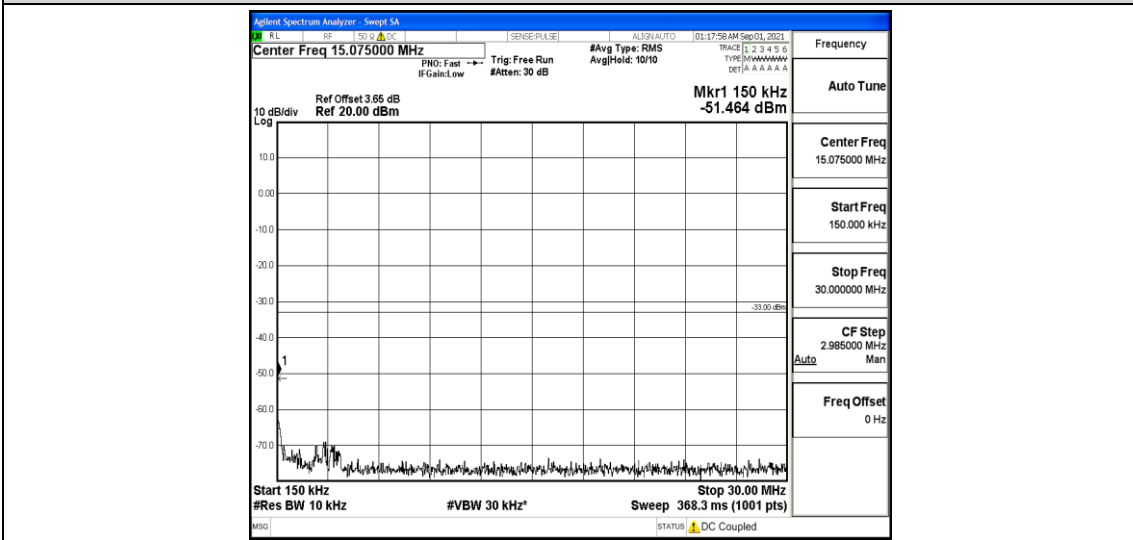 Agilent Spectrum Analyzer - Swept SA
RL RF 50 Ω DC SENSE:PULSE ALIGN AUTO 01:17:58 AM Sep 01, 2021
Center Freq 15.075000 MHz
PNO: Fast
IFGain:Low
Trig: Free Run
#Atten: 30 dB
#Avg Type: RMS
Avg|Hold: 10/10
TRACE 1 2 3 4 5 6
TYPE M W W W W W
DET A A A A A A
Mkr1 150 kHz
-51.464 dBm
Ref Offset 3.65 dB
10 dB/div Ref 20.00 dBm
Log
10.0
0.00
-10.0
-20.0
-30.0
-33.00 dBm
-40.0
1
-50.0
-60.0
-70.0
Start 150 kHz Stop 30.00 MHz
#Res BW 10 kHz #VBW 30 kHz* Sweep 368.3 ms (1001 pts)
MSG STATUS DC Coupled
Frequency
Auto Tune
Center Freq
15.075000 MHz
Start Freq
150.000 kHz
Stop Freq
30.000000 MHz
CF Step
2.985000 MHz
Auto Man
Freq Offset
0 Hz